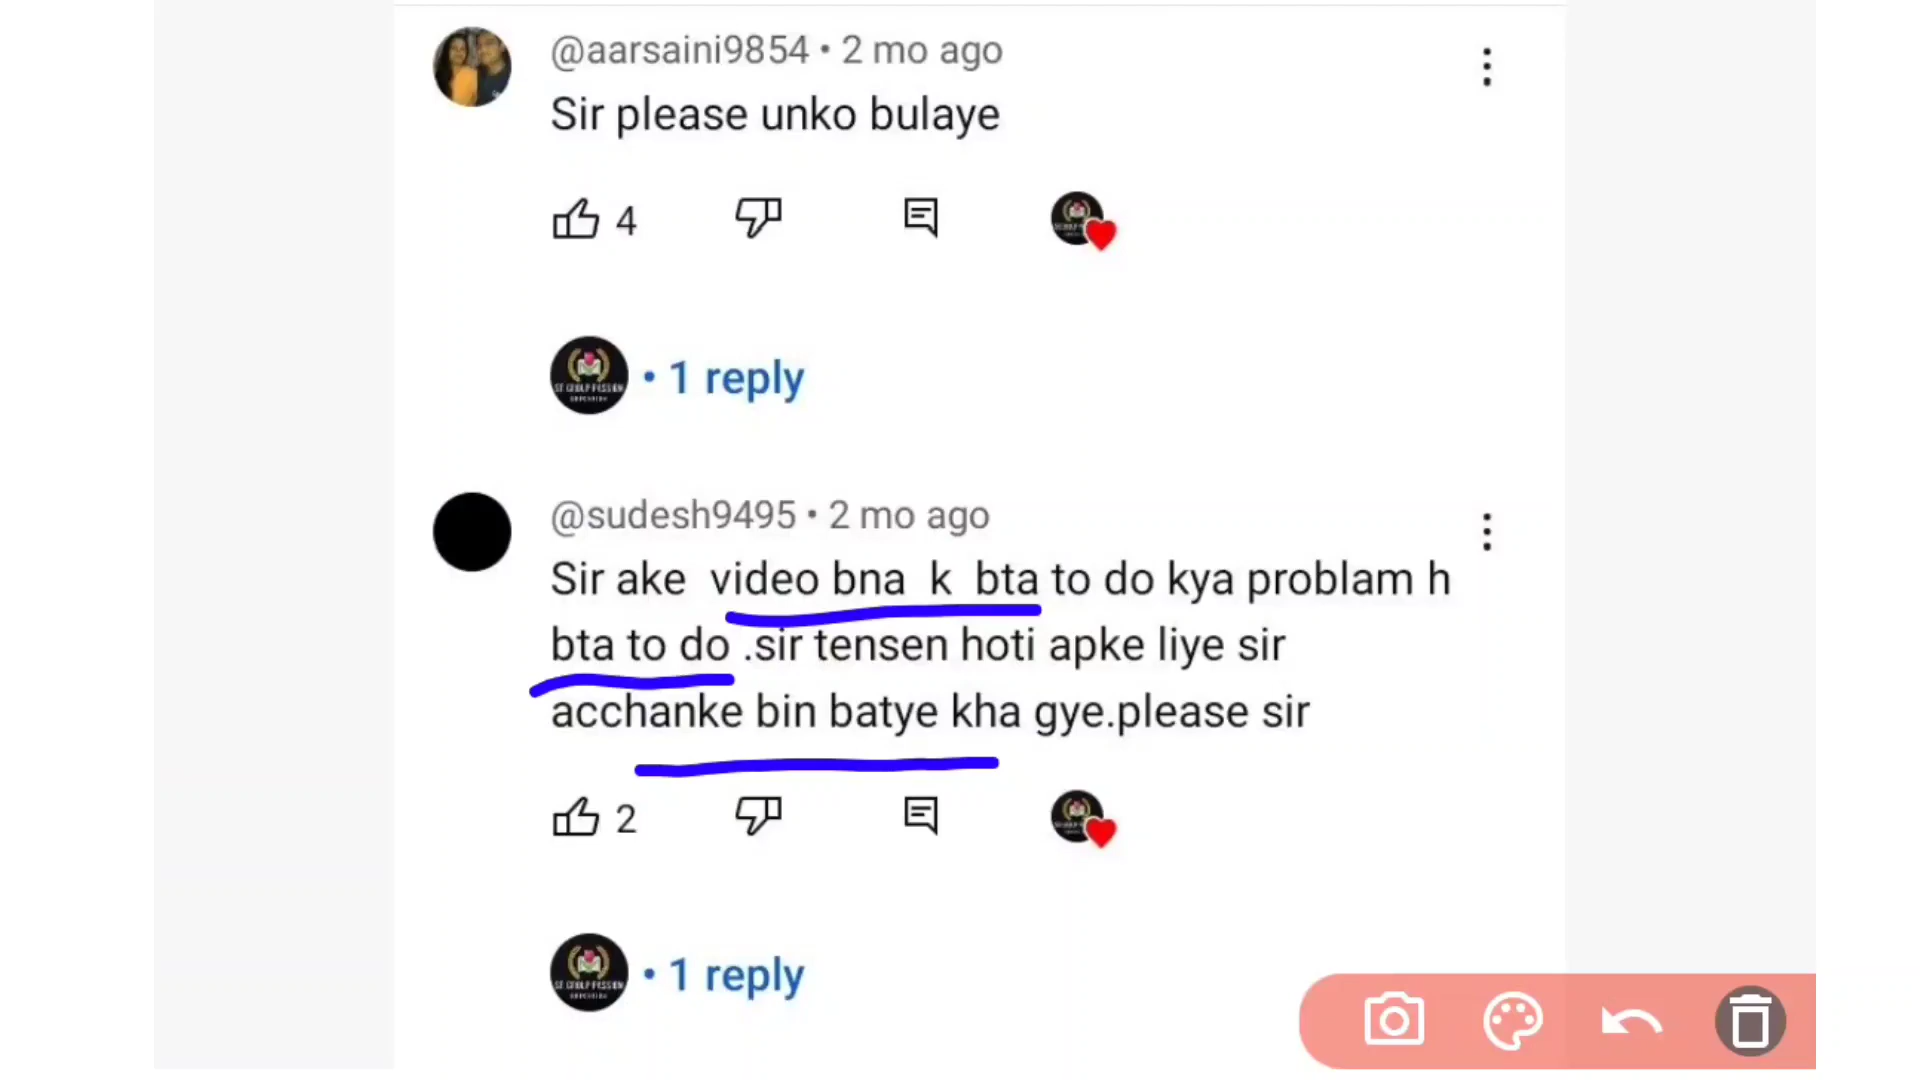 @aarsaini9854 • 2 mo ago
Sir please unko bulaye
4
• 1 reply
@sudesh9495 • 2 mo ago
Sir ake video bna k bta to do kya problam h
bta to do .sir tensen hoti apke liye sir
acchanke bin batye kha gye.please sir
2
• 1 reply